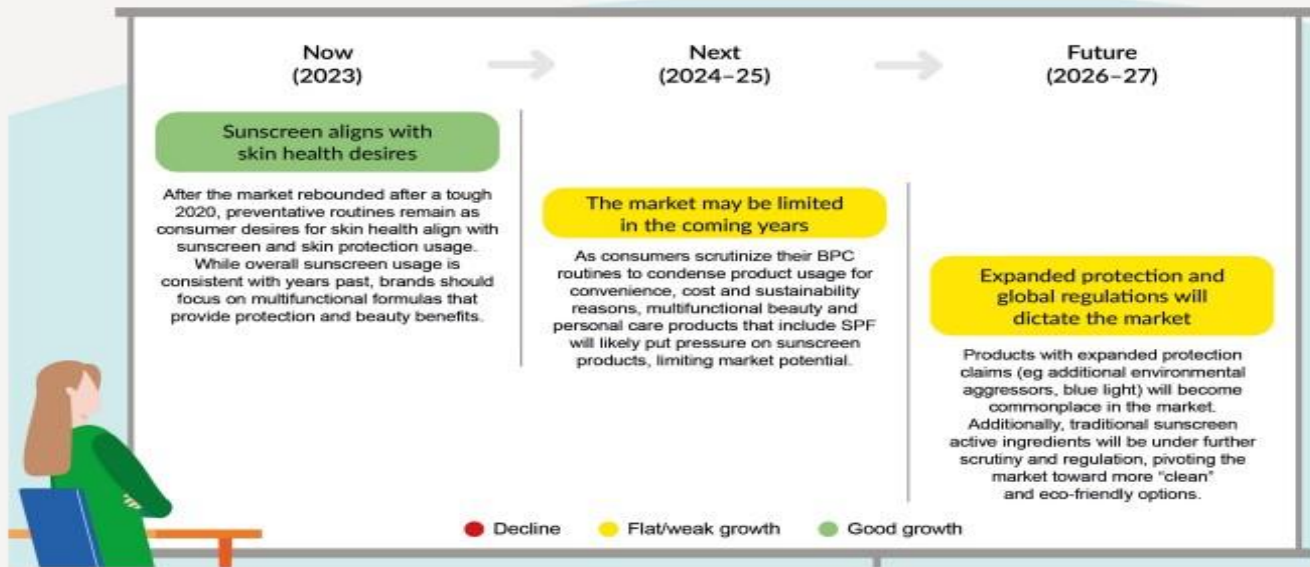 Now
(2023)
Next
(2024–25)
Future
(2026–27)
Sunscreen aligns with
skin health desires
After the market rebounded after a tough
2020, preventative routines remain as
consumer desires for skin health align with
sunscreen and skin protection usage.
While overall sunscreen usage is
consistent with years past, brands should
focus on multifunctional formulas that
provide protection and beauty benefits.
The market may be limited
in the coming years
As consumers scrutinize their BPC
routines to condense product usage for
convenience, cost and sustainability
reasons, multifunctional beauty and
personal care products that include SPF
will likely put pressure on sunscreen
products, limiting market potential.
Expanded protection and
global regulations will
dictate the market
Products with expanded protection
claims (eg additional environmental
aggressors, blue light) will become
commonplace in the market.
Additionally, traditional sunscreen
active ingredients will be under further
scrutiny and regulation, pivoting the
market toward more “clean”
and eco-friendly options.
Decline
Flat/weak growth
Good growth